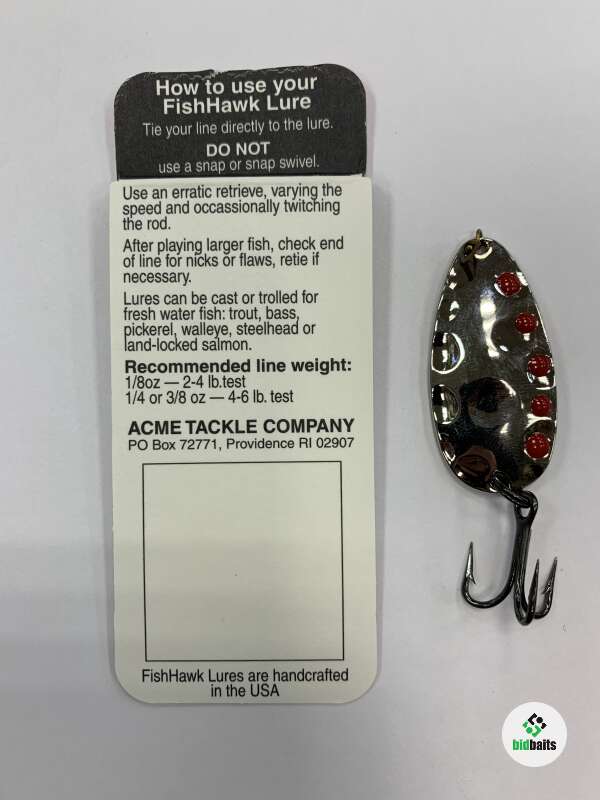 How to use your
FishHawk Lure
Tie your line directly to the lure.
DO NOT
use a snap or snap swivel.
Use an erratic retrieve, varying the
speed and occassionally twitching
the rod.
After playing larger fish, check end
of line for nicks or flaws, retie if
necessary.
Lures can be cast or trolled for
fresh water fish: trout, bass,
pickerel, walleye, steelhead or
land-locked salmon.
Recommended line weight:
1/8oz — 2-4 lb.test
1/4 or 3/8 oz — 4-6 lb. test
ACME TACKLE COMPANY
PO Box 72771, Providence RI 02907
FishHawk Lures are handcrafted
in the USA
bidbaits